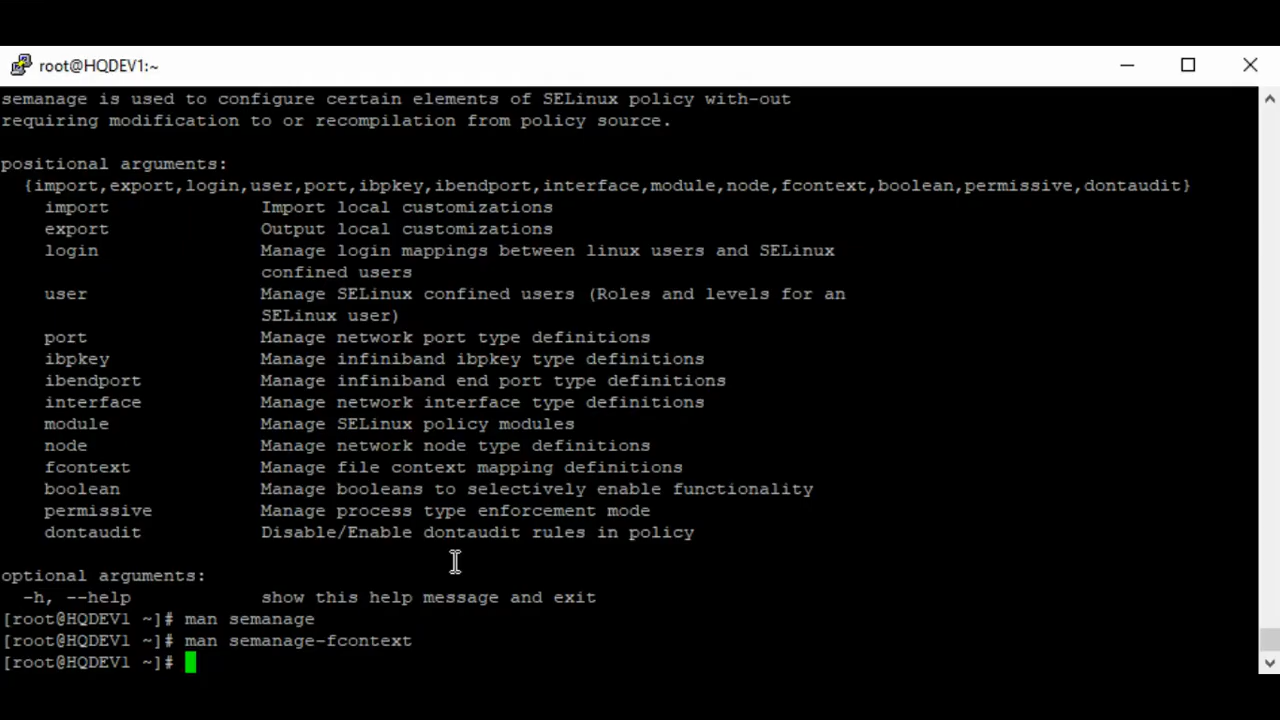 root@HQDEV1:~
semanage is used to configure certain elements of SELinux policy with-out
requiring modification to or recompilation from policy source.
positional arguments:
{import,export,login,user,port,ibpkey,ibendport,interface,module,node,fcontext,boolean,permissive,dontaudit}
import Import local customizations
export Output local customizations
login Manage login mappings between linux users and SELinux
confined users
user Manage SELinux confined users (Roles and levels for an
SELinux user)
port Manage network port type definitions
ibpkey Manage infiniband ibpkey type definitions
ibendport Manage infiniband end port type definitions
interface Manage network interface type definitions
module Manage SELinux policy modules
node Manage network node type definitions
fcontext Manage file context mapping definitions
boolean Manage booleans to selectively enable functionality
permissive Manage process type enforcement mode
dontaudit Disable/Enable dontaudit rules in policy
optional arguments:
-h, --help show this help message and exit
[root@HQDEV1 ~]# man semanage
[root@HQDEV1 ~]# man semanage-fcontext
[root@HQDEV1 ~]#